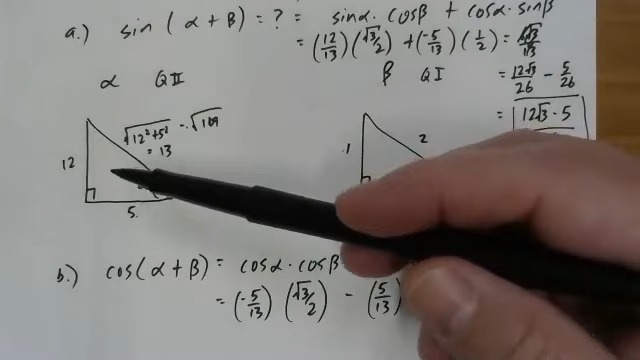 a.) sin (α + β) = ? = sinα · cosβ + cosα · sinβ
= (12/13)(√3/2) + (-5/13)(1/2) =
α QII β QI = 12√3/26 - 5/26
= 12√3 - 5
√12²+5² = √169
= 13
12
5
1
2
b.) cos(α + β) = cosα · cosβ
= (-5/13) (√3/2) - (5/13)